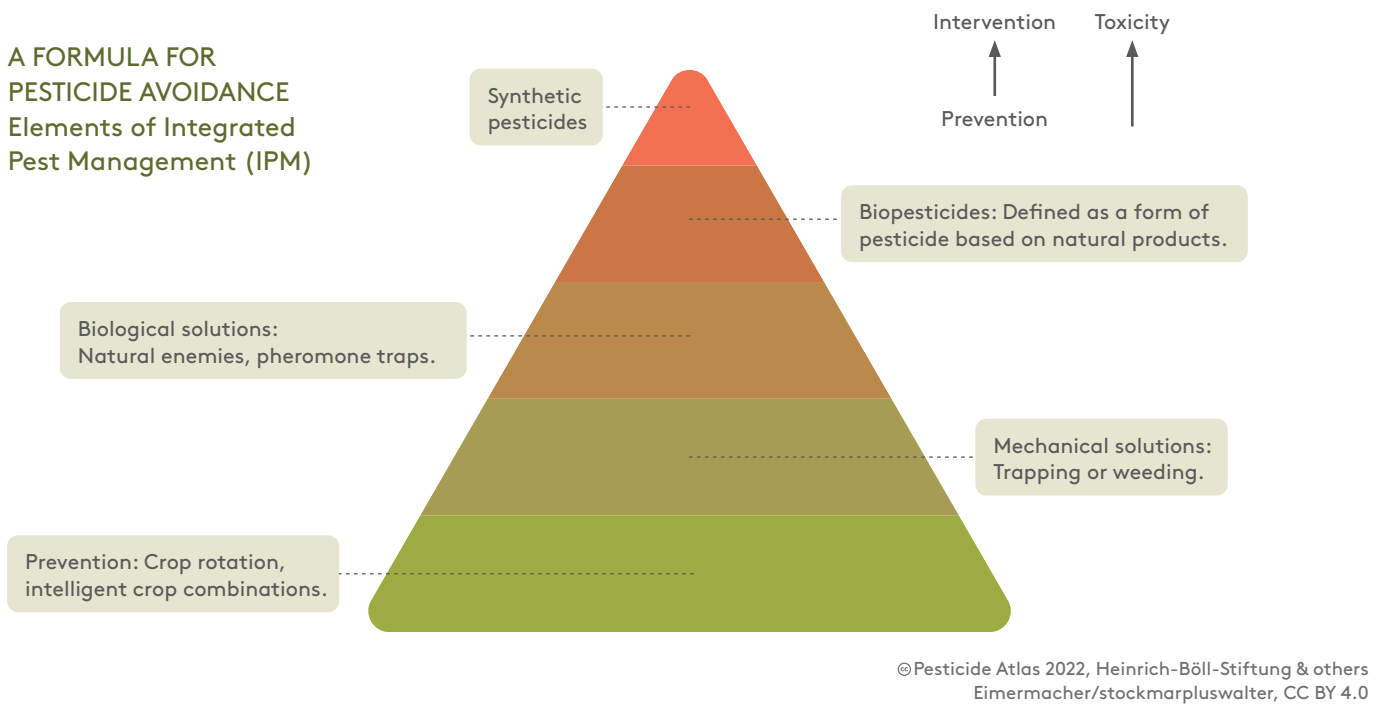 A FORMULA FOR
PESTICIDE AVOIDANCE
Elements of Integrated
Pest Management (IPM)
Intervention
Toxicity
Prevention
Synthetic
pesticides
Biopesticides: Defined as a form of
pesticide based on natural products.
Biological solutions:
Natural enemies, pheromone traps.
Mechanical solutions:
Trapping or weeding.
Prevention: Crop rotation,
intelligent crop combinations.
🅭 Pesticide Atlas 2022, Heinrich-Böll-Stiftung & others
Eimermacher/stockmarpluswalter, CC BY 4.0